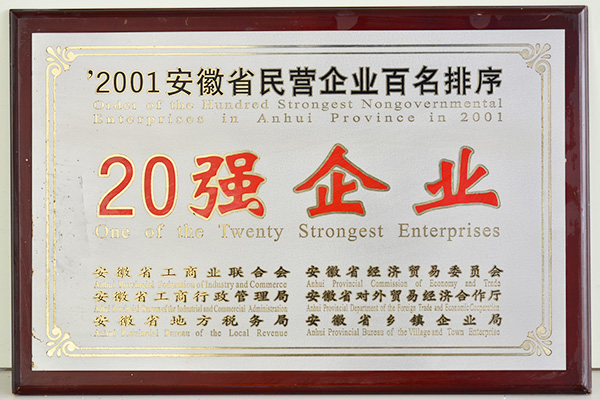 '2001安徽省民营企业百名排序
Order of the Hundred Strongest Nongovernmental
Enterprises in Anhui Province in 2001
20强企业
One of the Twenty Strongest Enterprises
安徽省工商业联合会
Anhui Provincial Federation of Industry and Commerce
安徽省工商行政管理局
of the Industrial and Commercial Administration
安徽省地方税务局
Anhui Provincial Bureau of the Local Revenue
安徽省经济贸易委员会
Anhui Provincial Commission of Economy and Trade
安徽省对外贸易经济合作厅
Anhui Provincial Department of the Foreign Trade and Economic Cooperation
安徽省乡镇企业局
Anhui Provincial Bureau of the Village and Town Enterprise